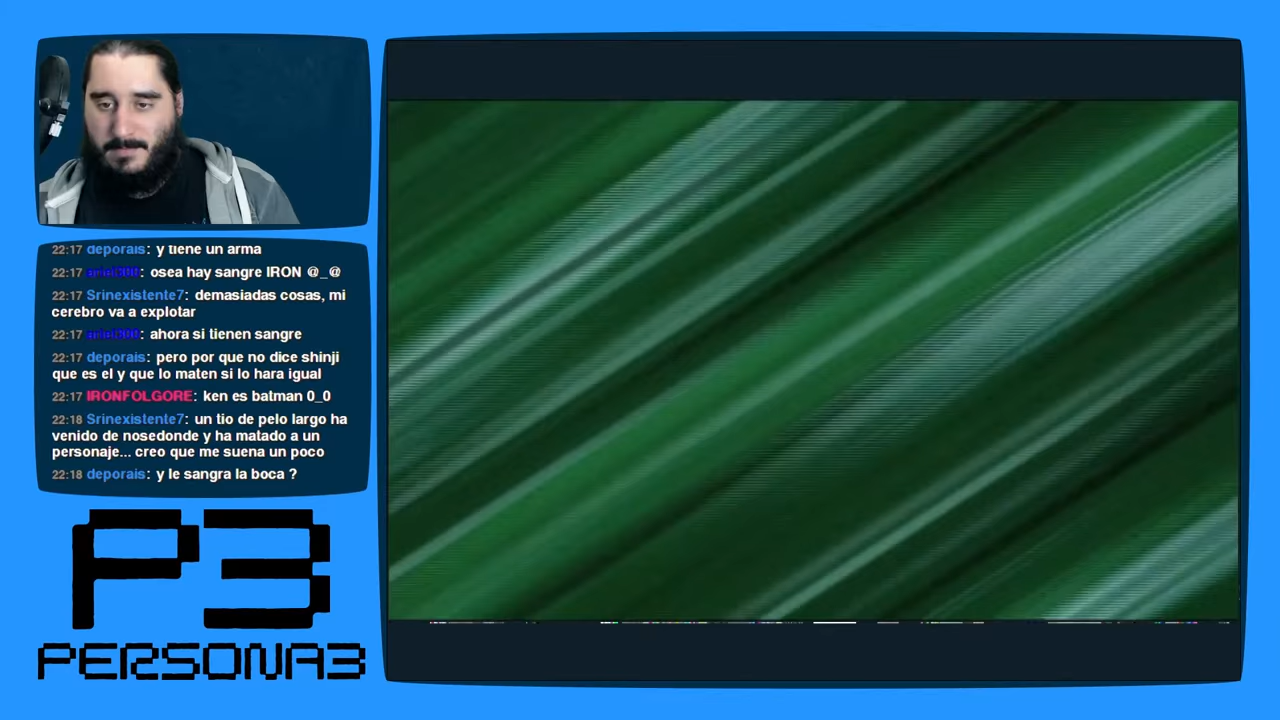 22:17 deporais: y tiene un arma
22:17 : osea hay sangre IRON @_@
22:17 Srinexistente7: demasiadas cosas, mi
cerebro va a explotar
22:17 : ahora si tienen sangre
22:17 deporais: pero por que no dice shinji
que es el y que lo maten si lo hara igual
22:17 IRONFOLGORE: ken es batman 0_0
22:18 Srinexistente7: un tio de pelo largo ha
venido de nosedonde y ha matado a un
personaje... creo que me suena un poco
22:18 deporais: y le sangra la boca ?
P3
PERSONA3